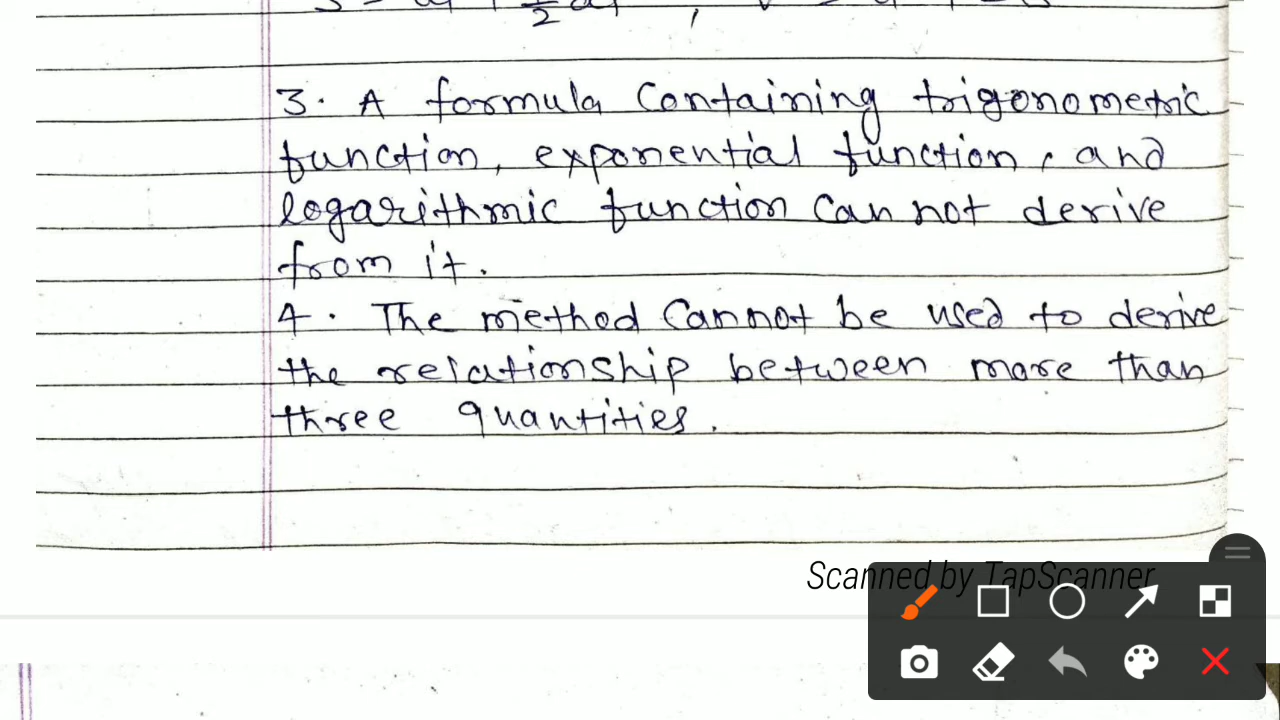 3. A formula containing trigonometric
function, exponential function, and
logarithmic function can not derive
from it.
4. The method cannot be used to derive
the relationship between more than
three quantities.
Scanned by TapScanner